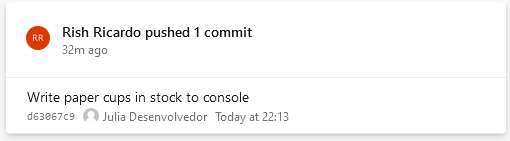 RR Rish Ricardo pushed 1 commit
32m ago
Write paper cups in stock to console
d63067c9 Julia Desenvolvedor Today at 22:13